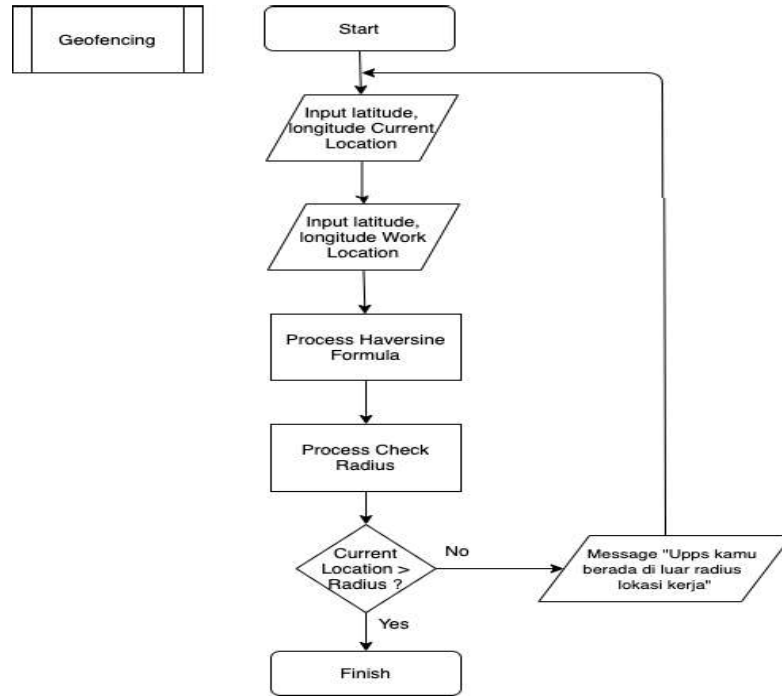 Geofencing
Start
Input latitude,
longitude Current
Location
Input latitude,
longitude Work
Location
Process Haversine
Formula
Process Check
Radius
Current
Location >
Radius ?
No
Message "Upps kamu
berada di luar radius
lokasi kerja"
Yes
Finish